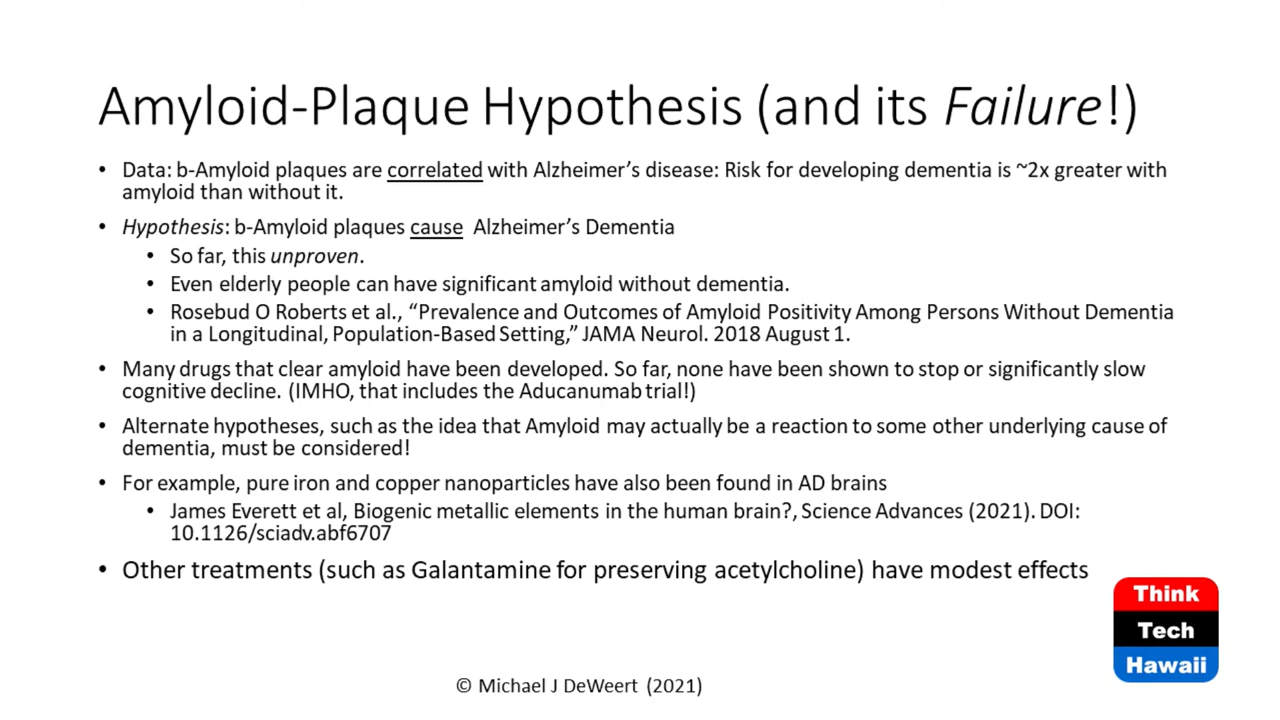 Amyloid-Plaque Hypothesis (and its Failure!)
• Data: b-Amyloid plaques are correlated with Alzheimer's disease: Risk for developing dementia is ~2x greater with
amyloid than without it.
• Hypothesis: b-Amyloid plaques cause Alzheimer's Dementia
• So far, this unproven.
• Even elderly people can have significant amyloid without dementia.
• Rosebud O Roberts et al., "Prevalence and Outcomes of Amyloid Positivity Among Persons Without Dementia
in a Longitudinal, Population-Based Setting," JAMA Neurol. 2018 August 1.
• Many drugs that clear amyloid have been developed. So far, none have been shown to stop or significantly slow
cognitive decline. (IMHO, that includes the Aducanumab trial!)
• Alternate hypotheses, such as the idea that Amyloid may actually be a reaction to some other underlying cause of
dementia, must be considered!
• For example, pure iron and copper nanoparticles have also been found in AD brains
• James Everett et al, Biogenic metallic elements in the human brain?, Science Advances (2021). DOI:
10.1126/sciadv.abf6707
• Other treatments (such as Galantamine for preserving acetylcholine) have modest effects
Think
Tech
Hawaii
© Michael J DeWeert (2021)